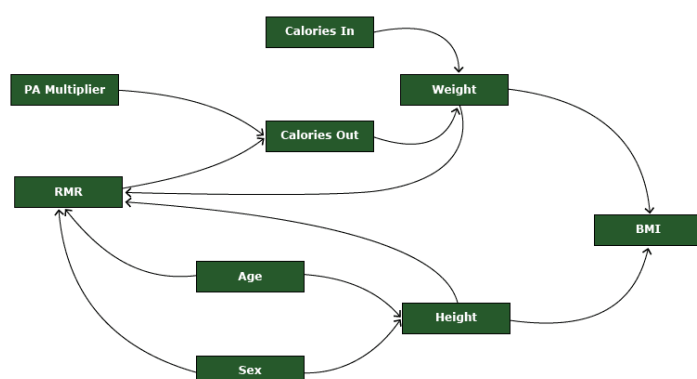 Calories In
PA Multiplier
Weight
Calories Out
RMR
BMI
Age
Height
Sex